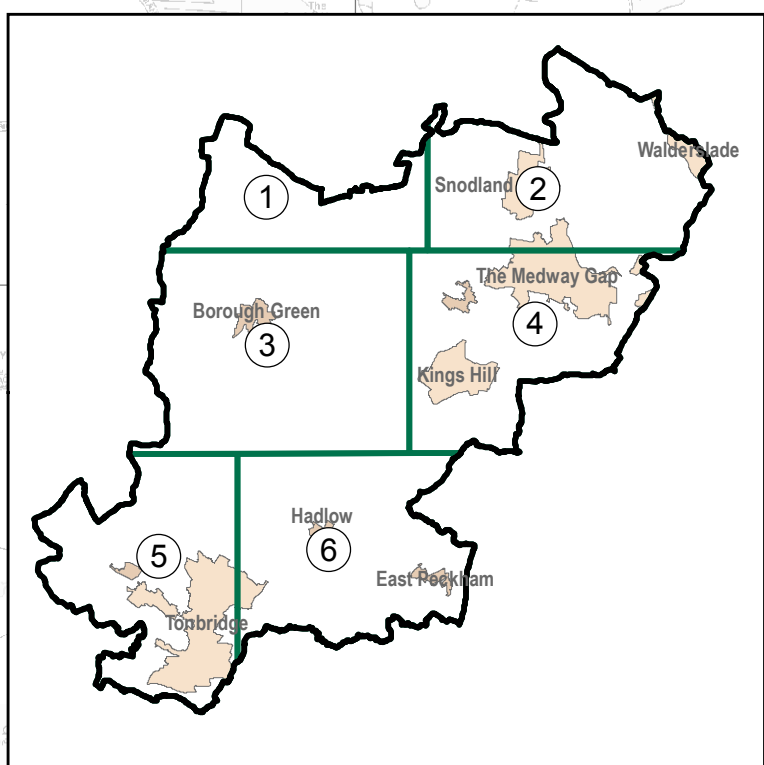 The
Walderslade
Snodland
1
2
The Medway Gap
Borough Green
3
4
Kings Hill
Hadlow
5
6
East Peckham
Tonbridge